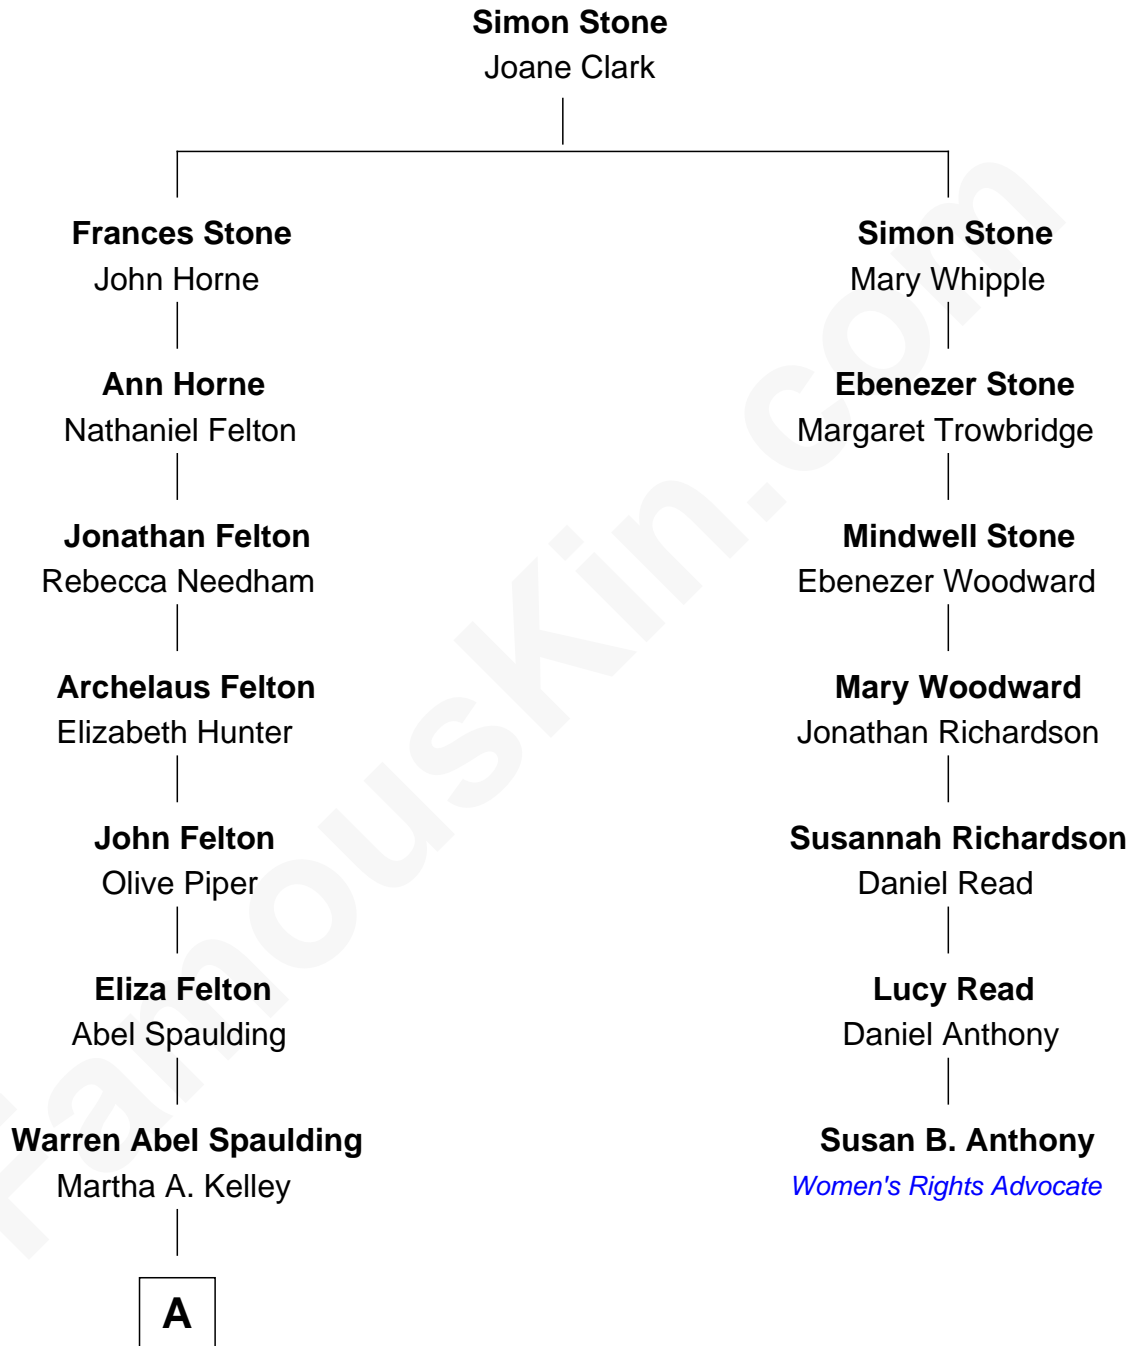 Simon Stone
Joane Clark
Frances Stone
John Horne
Simon Stone
Mary Whipple
Ann Horne
Nathaniel Felton
Ebenezer Stone
Margaret Trowbridge
Jonathan Felton
Rebecca Needham
Mindwell Stone
Ebenezer Woodward
Archelaus Felton
Elizabeth Hunter
Mary Woodward
Jonathan Richardson
John Felton
Olive Piper
Susannah Richardson
Daniel Read
Eliza Felton
Abel Spaulding
Lucy Read
Daniel Anthony
Warren Abel Spaulding
Martha A. Kelley
Susan B. Anthony
Women's Rights Advocate
A
FamousKin.com